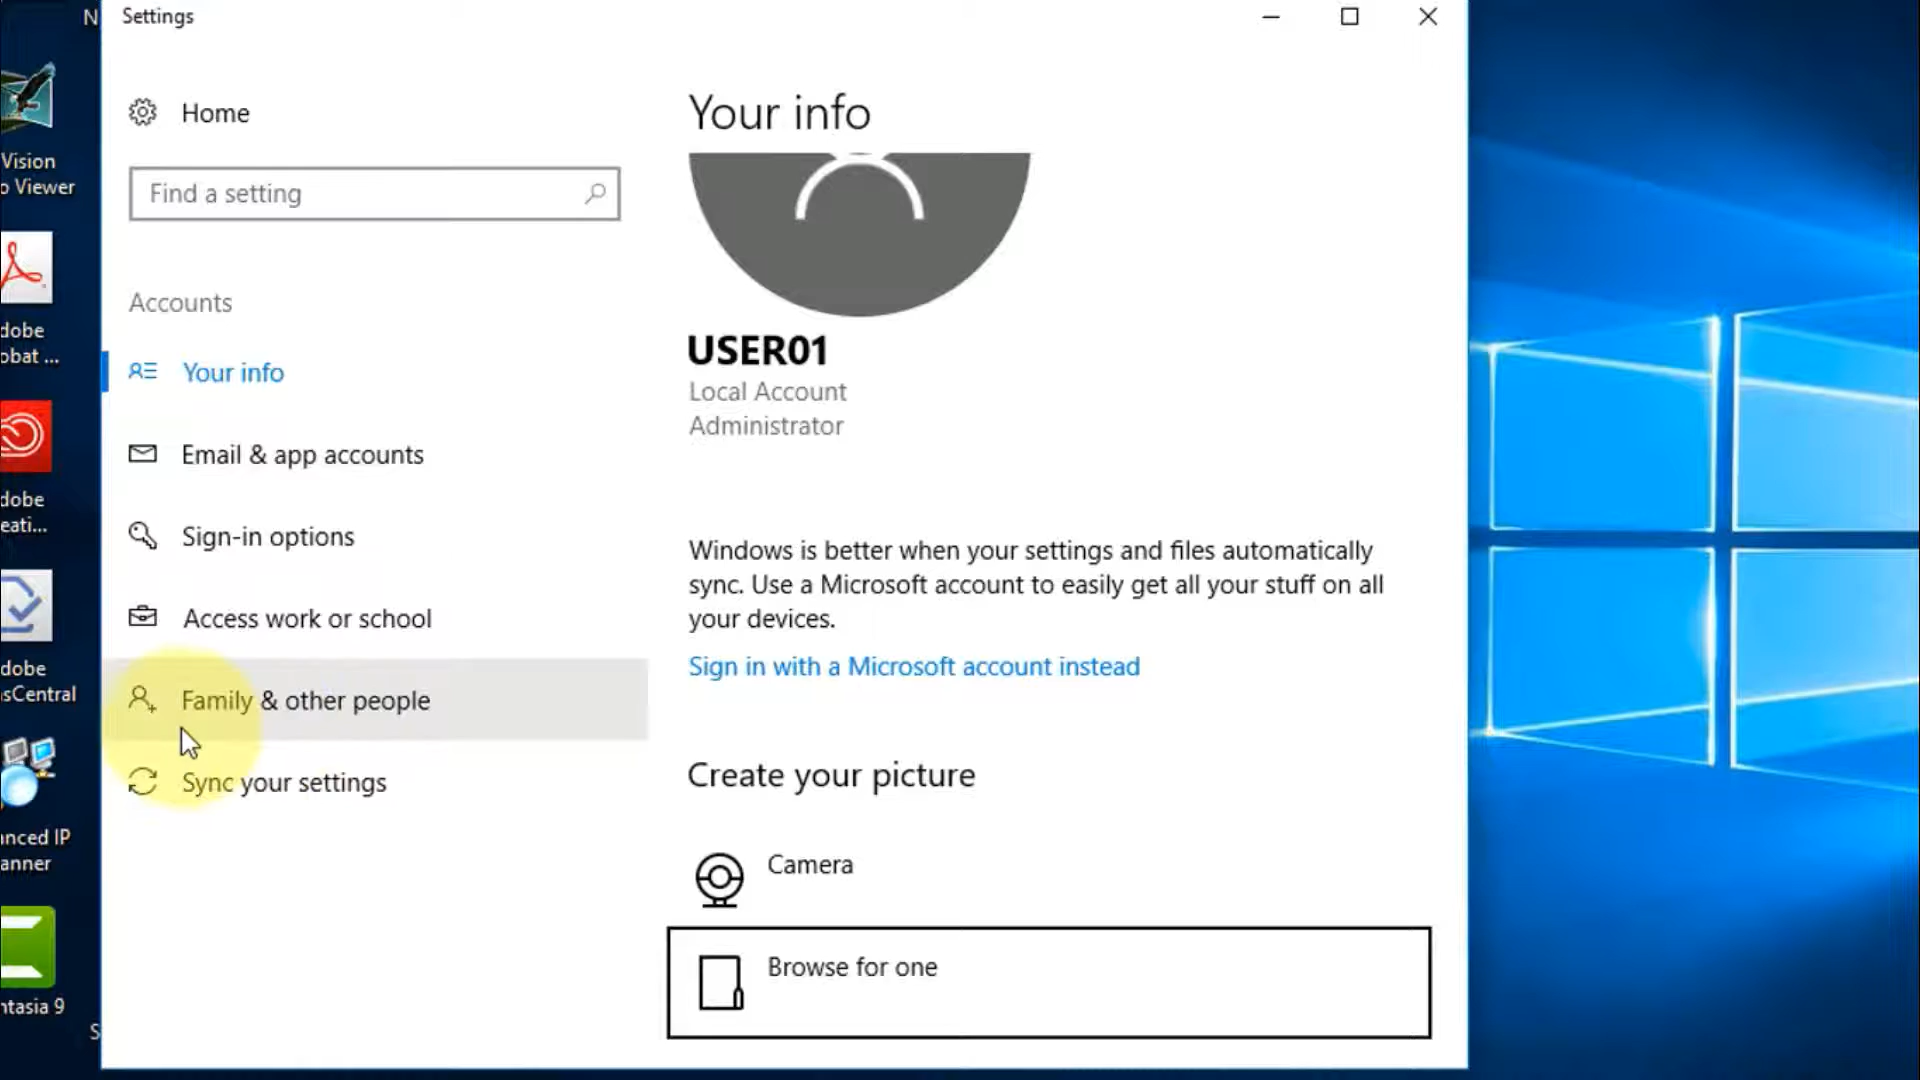 N
Settings
Vision
o Viewer
dobe
obat ...
dobe
eati...
dobe
sCentral
anced IP
anner
ntasia 9
S
Home
Find a setting
Accounts
Your info
Email & app accounts
Sign-in options
Access work or school
Family & other people
Sync your settings
Your info
USER01
Local Account
Administrator
Windows is better when your settings and files automatically
sync. Use a Microsoft account to easily get all your stuff on all
your devices.
Sign in with a Microsoft account instead
Create your picture
Camera
Browse for one